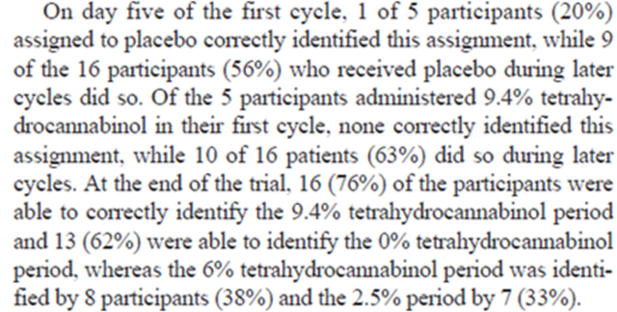 On day five of the first cycle, 1 of 5 participants (20%)
assigned to placebo correctly identified this assignment, while 9
of the 16 participants (56%) who received placebo during later
cycles did so. Of the 5 participants administered 9.4% tetrahy-
drocannabinol in their first cycle, none correctly identified this
assignment, while 10 of 16 patients (63%) did so during later
cycles. At the end of the trial, 16 (76%) of the participants were
able to correctly identify the 9.4% tetrahydrocannabinol period
and 13 (62%) were able to identify the 0% tetrahydrocannabinol
period, whereas the 6% tetrahydrocannabinol period was identi-
fied by 8 participants (38%) and the 2.5% period by 7 (33%).